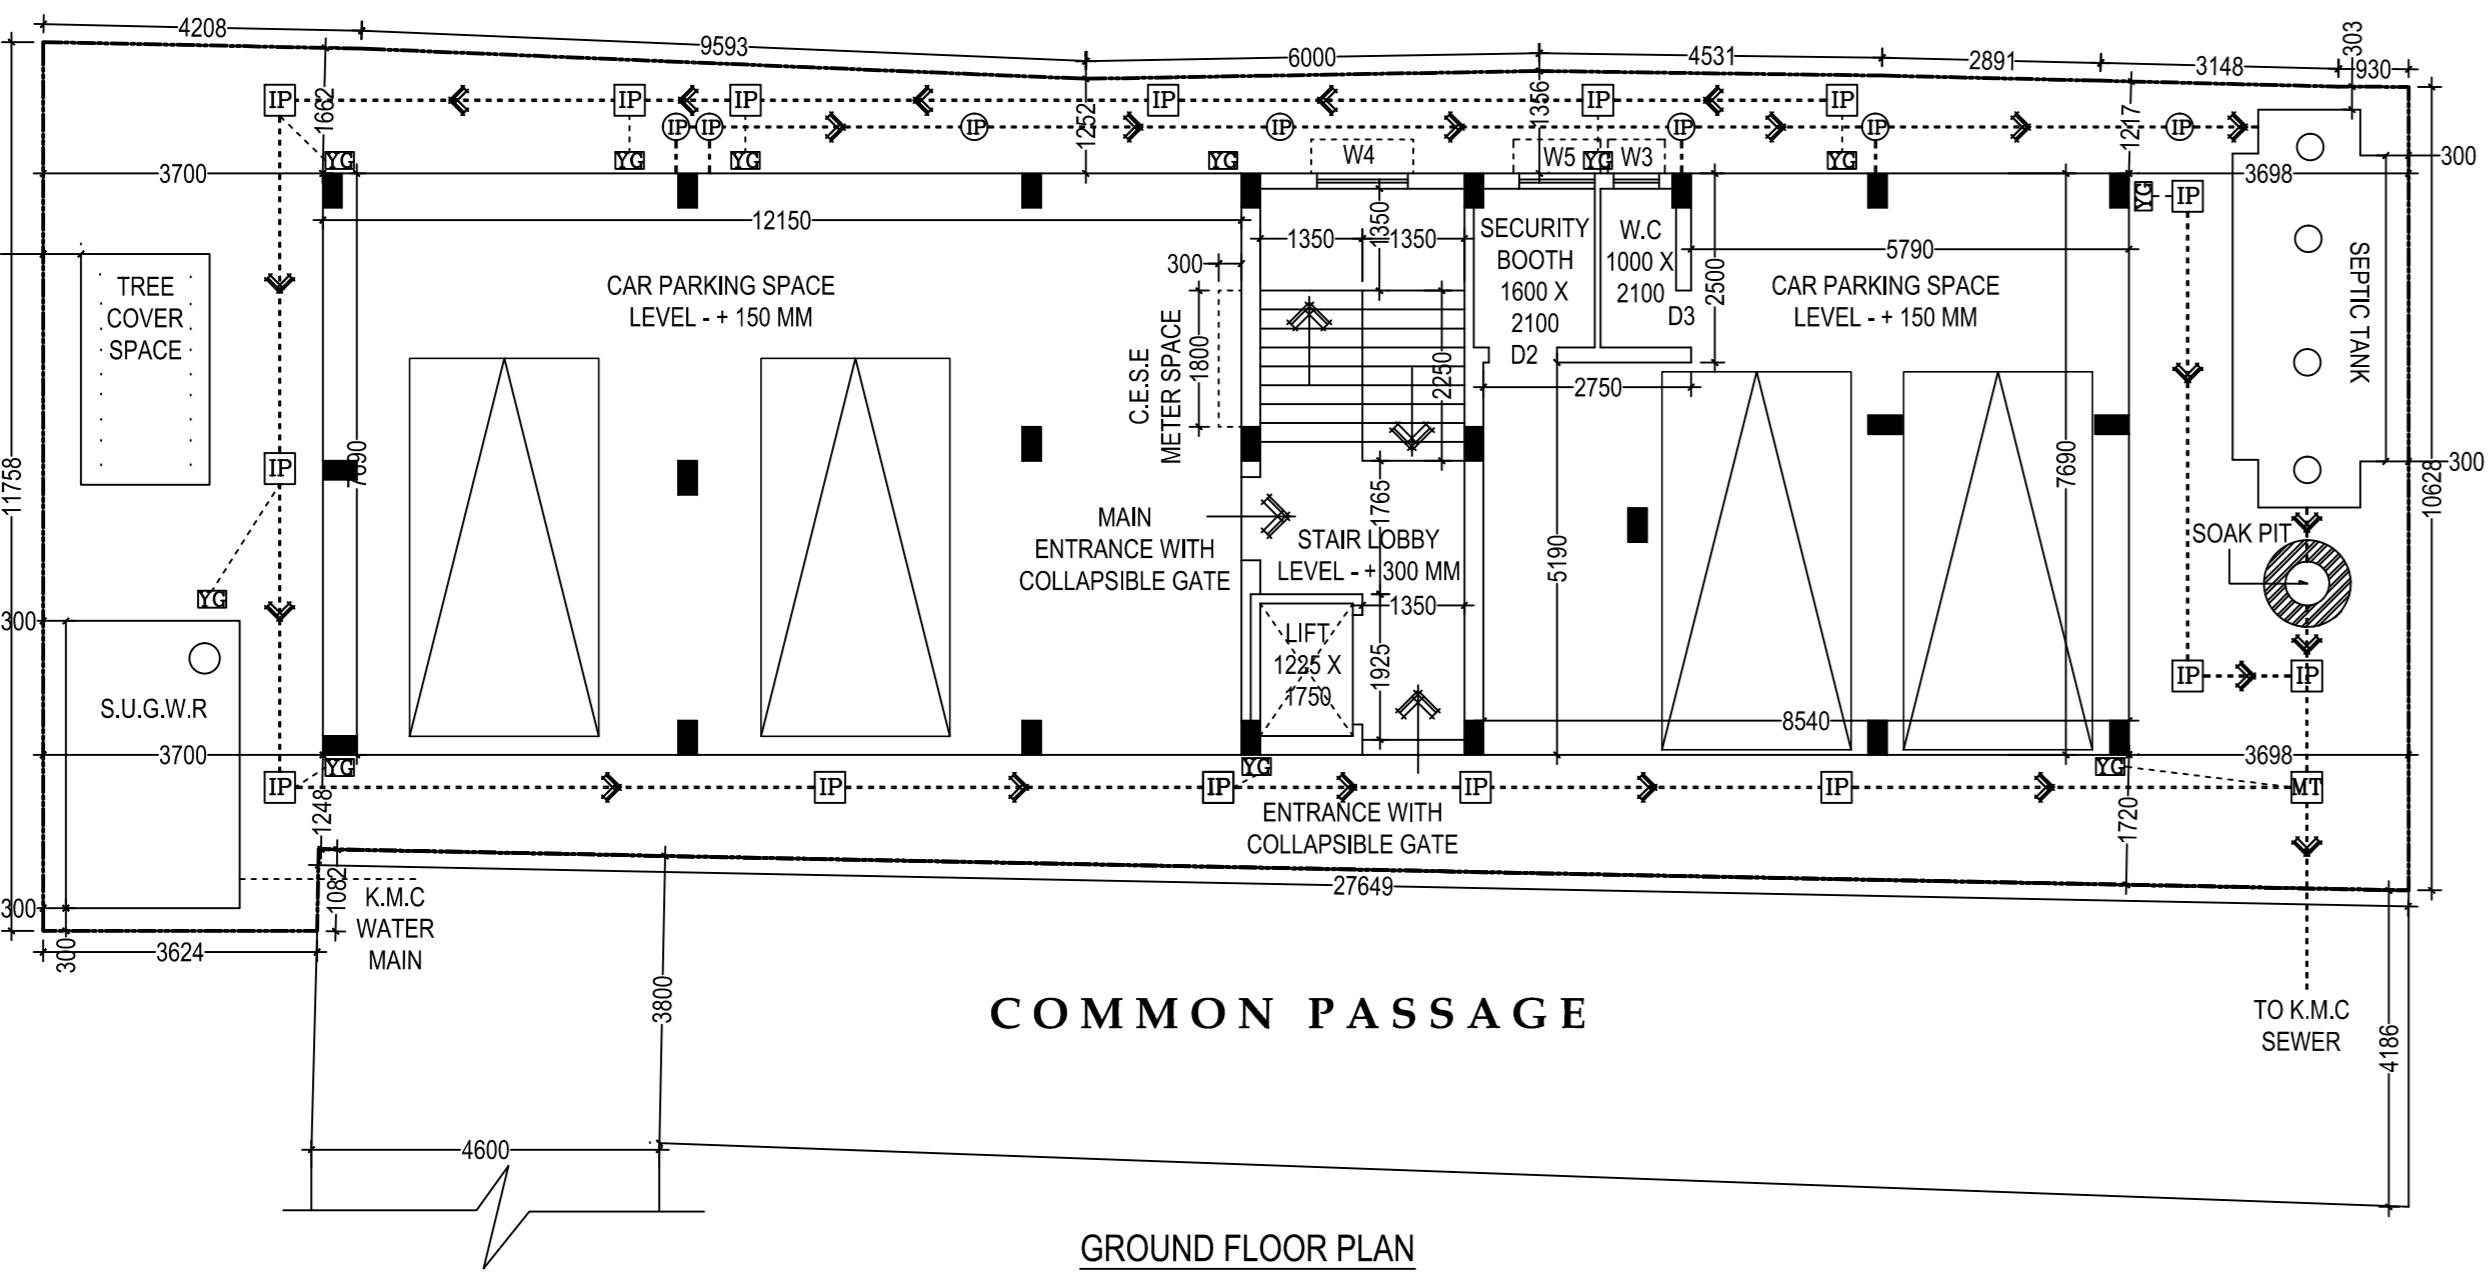 4208
9593
6000
4531
2891
3148
930
303
IP
IP
IP
IP
IP
IP
1662
1252
1356
1217
IP
IP
IP
IP
IP
IP
IP
YG
YG
YG
YG
W4
W5
YG
W3
YG
300
3700
3698
YG
IP
12150
1350
1350
1350
SECURITY
BOOTH
1600 X
2100
D2
W.C
1000 X
2100
D3
5790
2500
300
TREE
COVER
SPACE
CAR PARKING SPACE
LEVEL - + 150 MM
CAR PARKING SPACE
LEVEL - + 150 MM
SEPTIC TANK
C.E.S.E
METER SPACE
1800
2250
2750
11758
IP
7690
7690
300
10628
MAIN
ENTRANCE WITH
COLLAPSIBLE GATE
1765
STAIR LOBBY
LEVEL - + 300 MM
5190
SOAK PIT
YG
300
1350
LIFT
1225 X
1750
1925
IP
IP
S.U.G.W.R
8540
3700
3698
YG
YG
YG
IP
IP
IP
IP
IP
MT
1248
1720
ENTRANCE WITH
COLLAPSIBLE GATE
1082
27649
K.M.C
WATER
MAIN
300
300
3624
3800
COMMON PASSAGE
TO K.M.C
SEWER
4186
4600
GROUND FLOOR PLAN